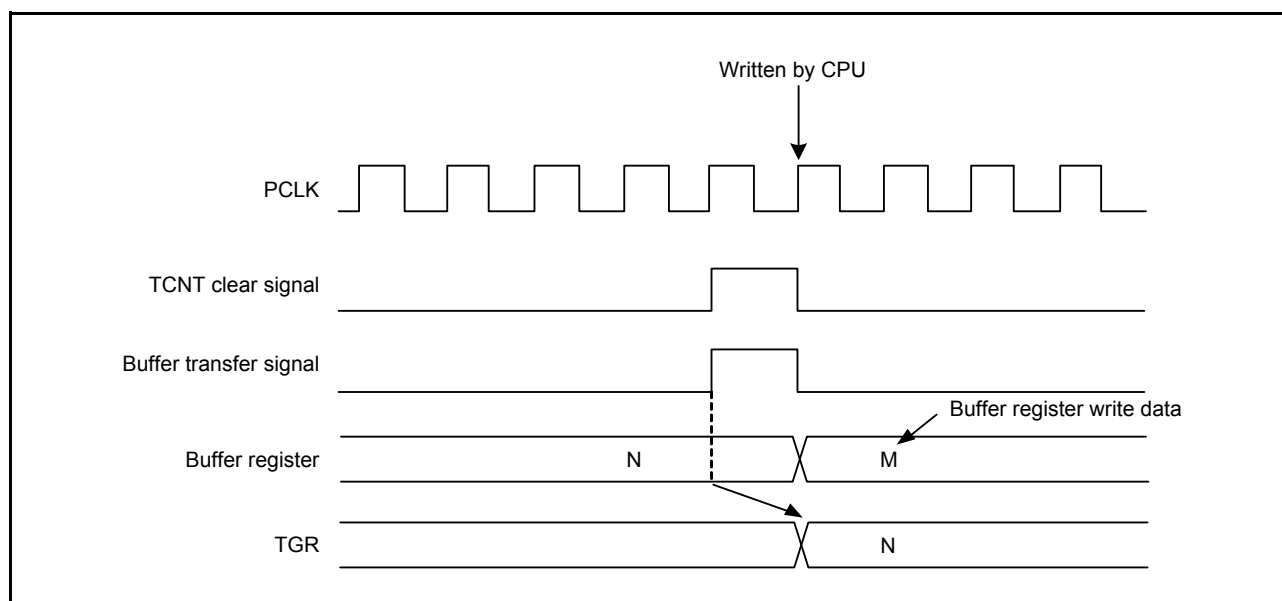 Written by CPU
PCLK
TCNT clear signal
Buffer transfer signal
Buffer register write data
Buffer register
N
M
TGR
N